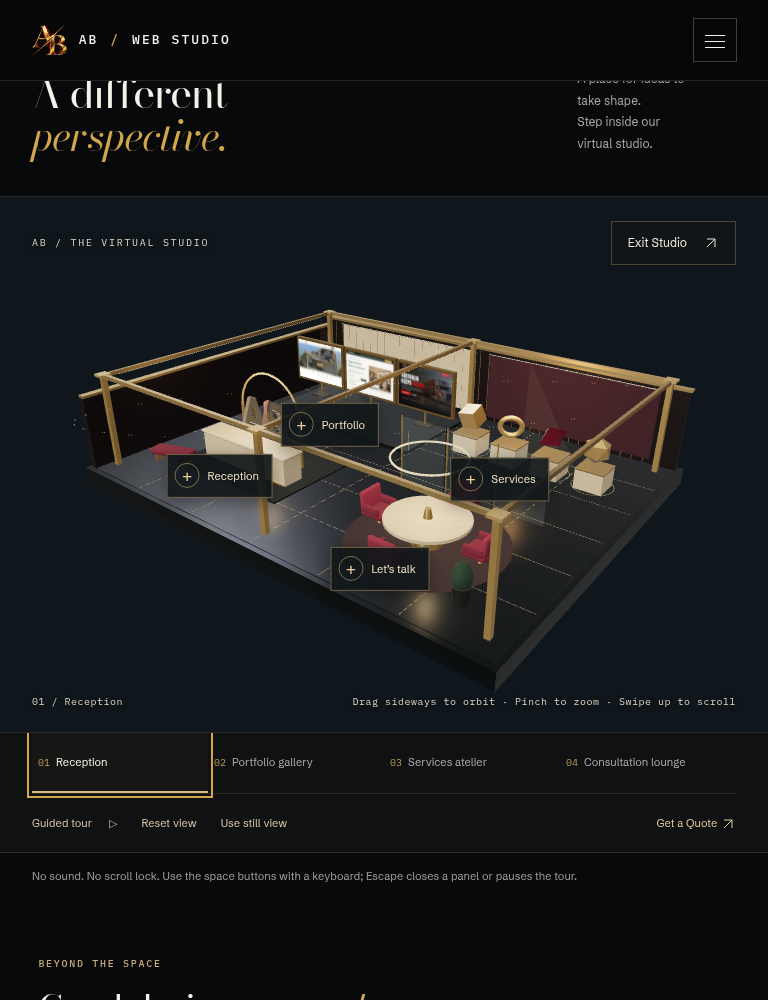 AB / WEB STUDIO
A different
perspective.
A place for ideas to
take shape.
Step inside our
virtual studio.
AB / THE VIRTUAL STUDIO
Exit Studio
Portfolio
Reception
Services
Let's talk
01 / Reception
Drag sideways to orbit · Pinch to zoom · Swipe up to scroll
01 Reception
02 Portfolio gallery
03 Services atelier
04 Consultation lounge
Guided tour
Reset view
Use still view
Get a Quote
No sound. No scroll lock. Use the space buttons with a keyboard; Escape closes a panel or pauses the tour.
BEYOND THE SPACE